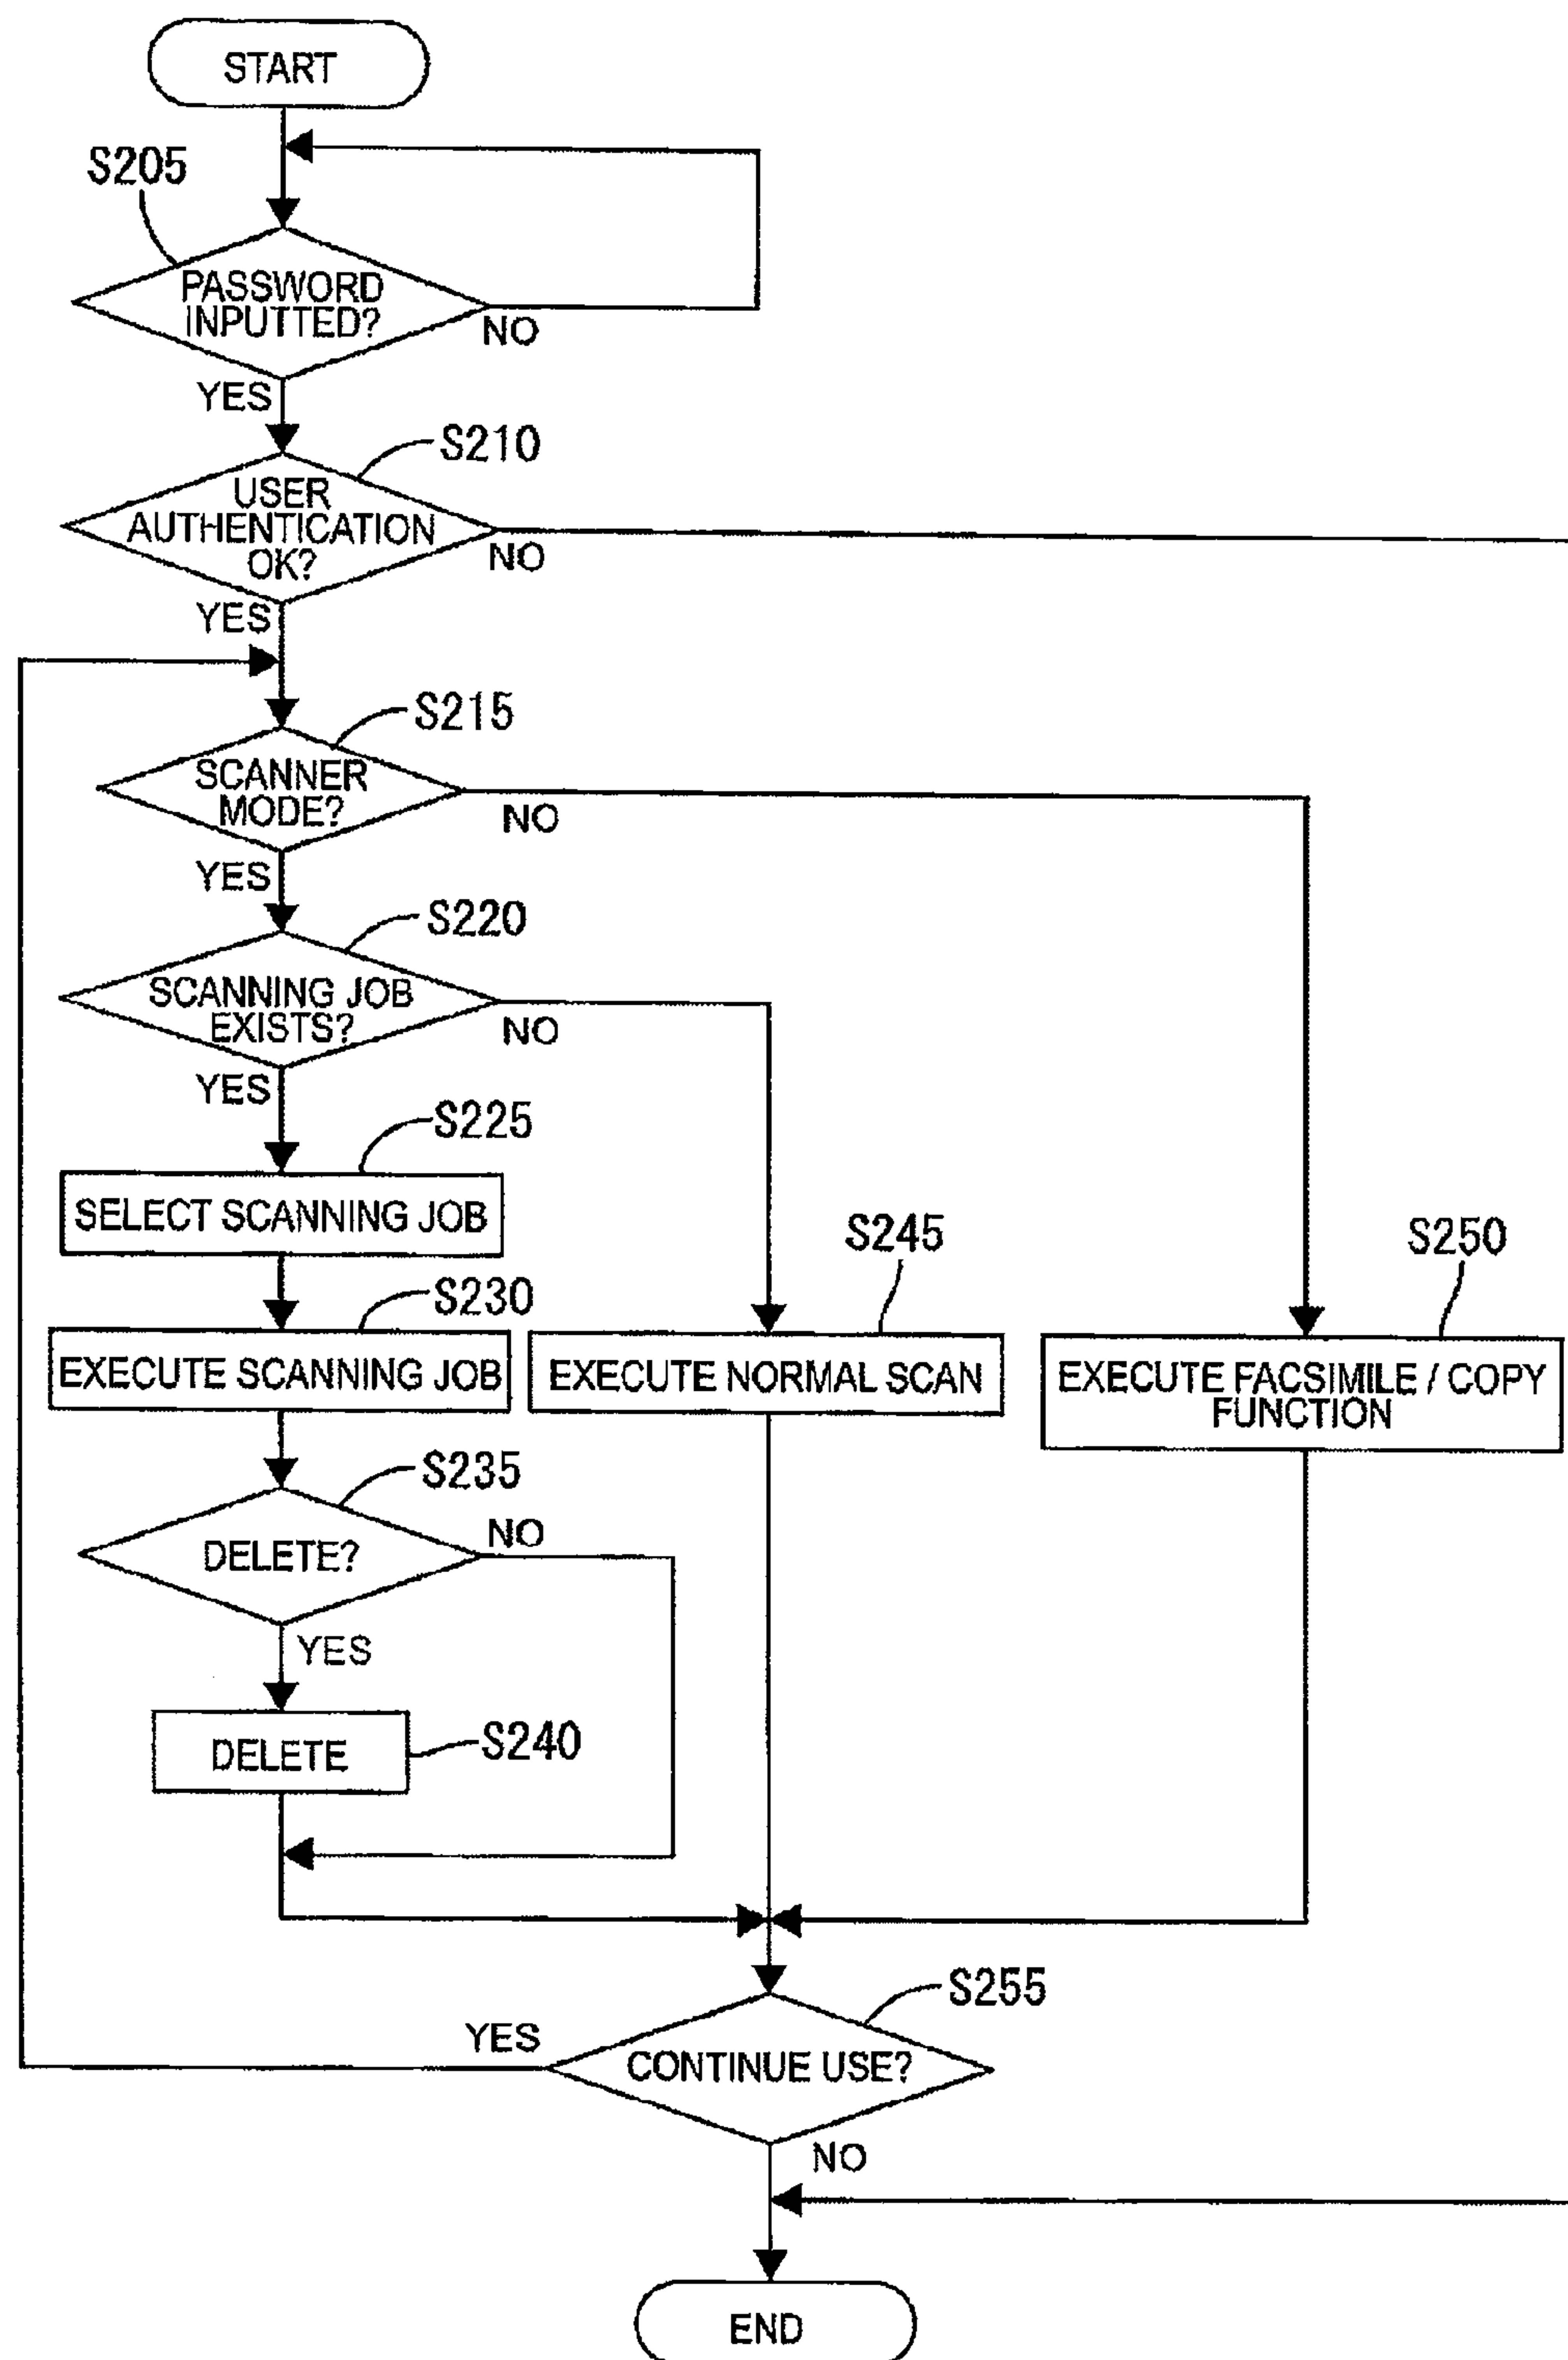 START
S205
PASSWORD
INPUTTED?
NO
YES
S210
USER
AUTHENTICATION
OK?
NO
YES
S215
SCANNER
MODE?
NO
YES
S220
SCANNING JOB
EXISTS?
NO
YES
S225
SELECT SCANNING JOB
S230
EXECUTE SCANNING JOB
S245
EXECUTE NORMAL SCAN
S250
EXECUTE FACSIMILE / COPY
FUNCTION
S235
DELETE?
NO
YES
DELETE
S240
S255
CONTINUE USE?
YES
NO
END